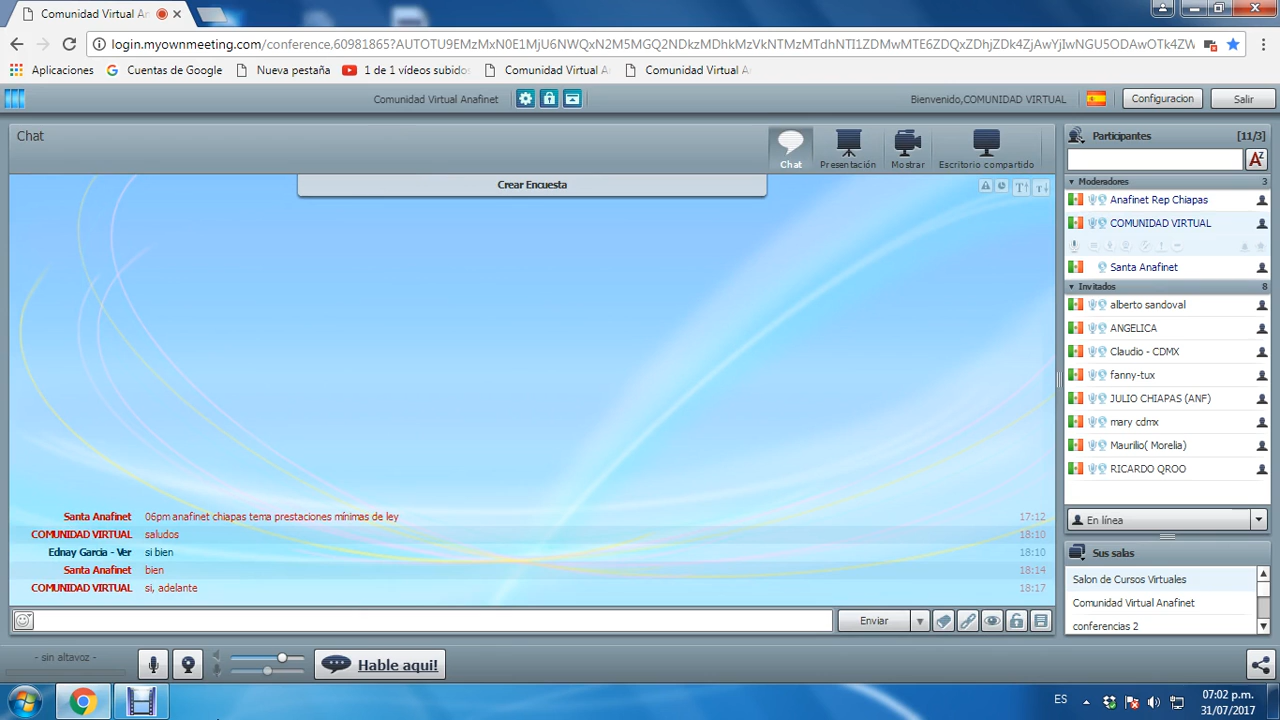 Comunidad Virtual An
login.myownmeeting.com/conference,60981865?AUTOTU9EMzMxN0E1MjU6NWQxN2M5MGQ2NDkzMDhkMzVkNTMzMTdhNTI1ZDMwMTE6ZDQxZDhjZDk4ZjAwYjIwNGU5ODAwOTk4ZWN
Aplicaciones Cuentas de Google Nueva pestaña 1 de 1 vídeos subidos Comunidad Virtual A Comunidad Virtual A
Comunidad Virtual Anafinet
Bienvenido,COMUNIDAD VIRTUAL
Configuracion
Salir
Chat
Chat
Presentación
Mostrar
Escritorio compartido
Crear Encuesta
Santa Anafinet 06pm anafinet chiapas tema prestaciones mínimas de ley 17:12
COMUNIDAD VIRTUAL saludos 18:10
Ednay Garcia - Ver si bien 18:10
Santa Anafinet bien 18:14
COMUNIDAD VIRTUAL si, adelante 18:17
Enviar
Participantes [11/3]
Moderadores 3
Anafinet Rep Chiapas
COMUNIDAD VIRTUAL
Santa Anafinet
Invitados 8
alberto sandoval
ANGELICA
Claudio - CDMX
fanny-tux
JULIO CHIAPAS (ANF)
mary cdmx
Maurilio( Morelia)
RICARDO QROO
En línea
Sus salas
Salon de Cursos Virtuales
Comunidad Virtual Anafinet
conferencias 2
- sin altavoz -
Hable aqui!
ES
07:02 p.m.
31/07/2017